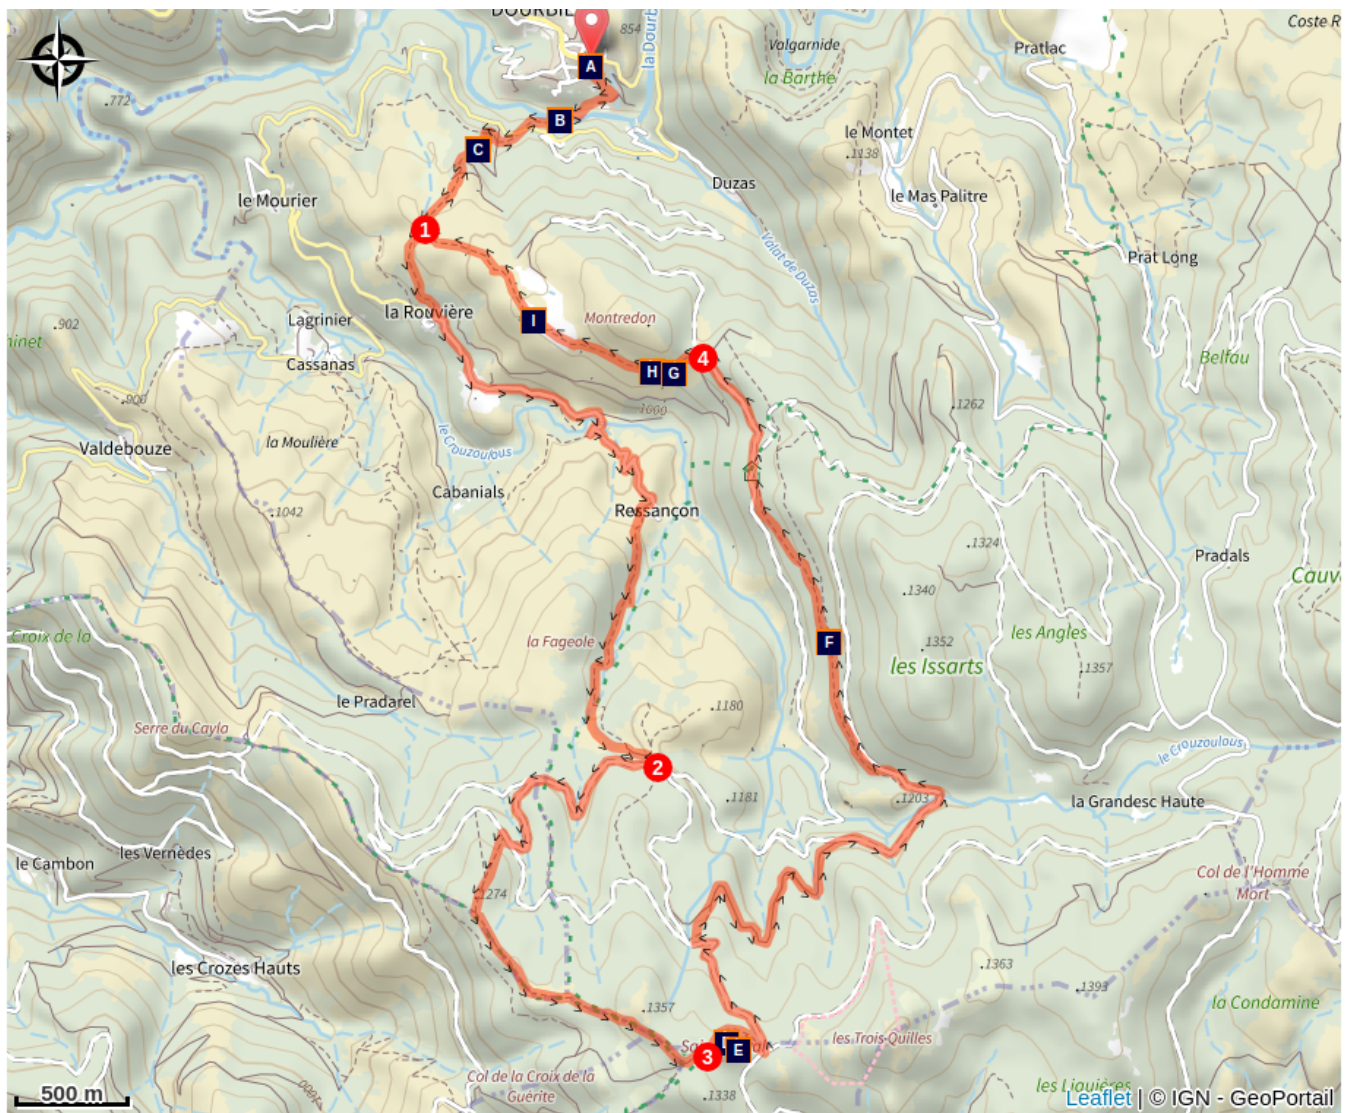 DOURBIE
854
Coste R
Pratlac
Valgarnide
la Barthe
la Dourb
A
.772
B
le Montet
.1138
C
le Mourier
Duzas
le Mas Palitre
1
Valat de Duzas
Prat Long
la Rouvière
Montredon
I
Lagrinier
.902
ninet
Cassanas
4
H
G
Belfau
900
1000
.1262
la Moulière
le Crouzoulous
Valdebouze
Cabanials
Ressançon
.1042
.1324
Pradals
.1340
Cauv
Croix de la
la Fageole
F
.1352
les Angles
les Issarts
.1357
le Pradarel
.1180
Serre du Cayla
le Crouzoulous
2
.1181
.1203
la Grandesc Haute
les Vernèdes
le Cambon
Col de l'Homme
Mort
1274
les Crozes Hauts
.1363
.1393
la Condamine
.1357
les Trois Quilles
E
3
Col de la Croix de la
Guérite
1000
.1338
les Liquières
500 m
Leaflet | © IGN - GeoPortail